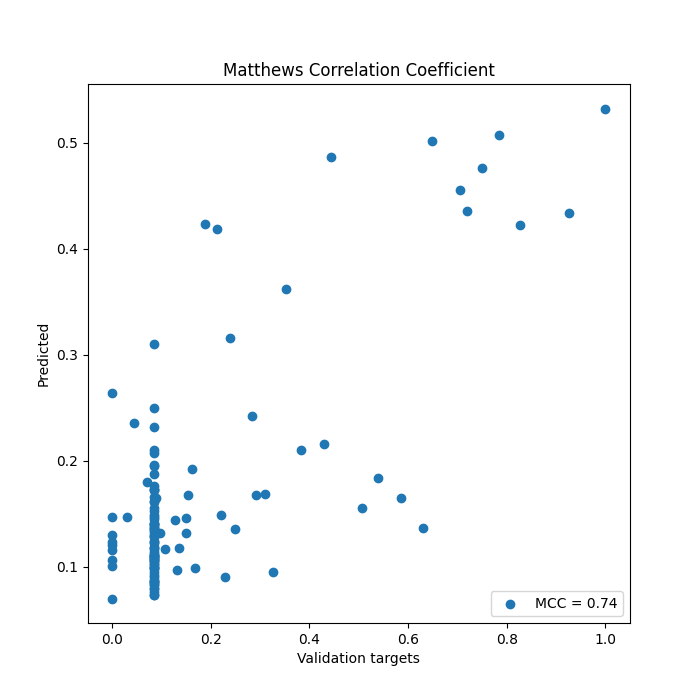 Matthews Correlation Coefficient
0.5
0.4
0.3
0.2
0.1
Predicted
MCC = 0.74
0.0 0.2 0.4 0.6 0.8 1.0
Validation targets